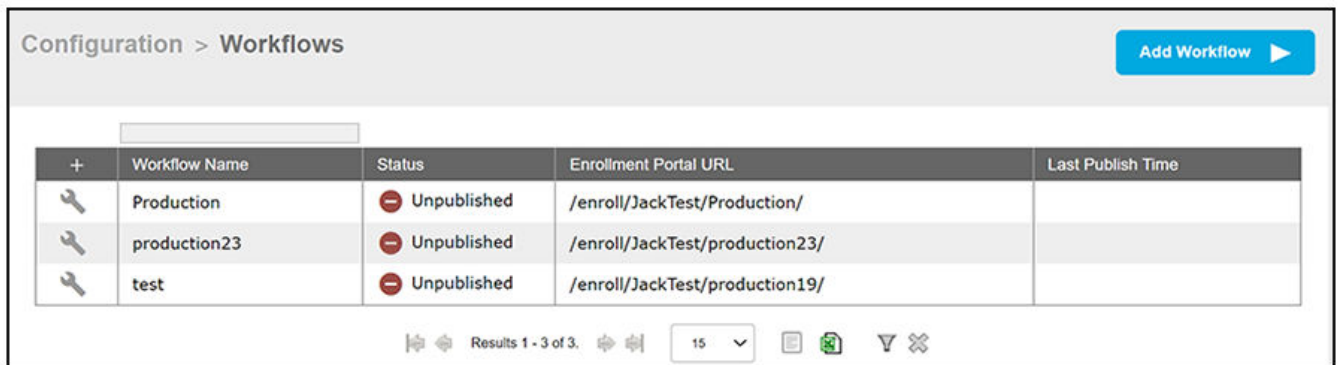 Configuration > Workflows
Add Workflow
+ Workflow Name Status Enrollment Portal URL Last Publish Time
Production Unpublished /enroll/JackTest/Production/
production23 Unpublished /enroll/JackTest/production23/
test Unpublished /enroll/JackTest/production19/
Results 1 - 3 of 3. 15